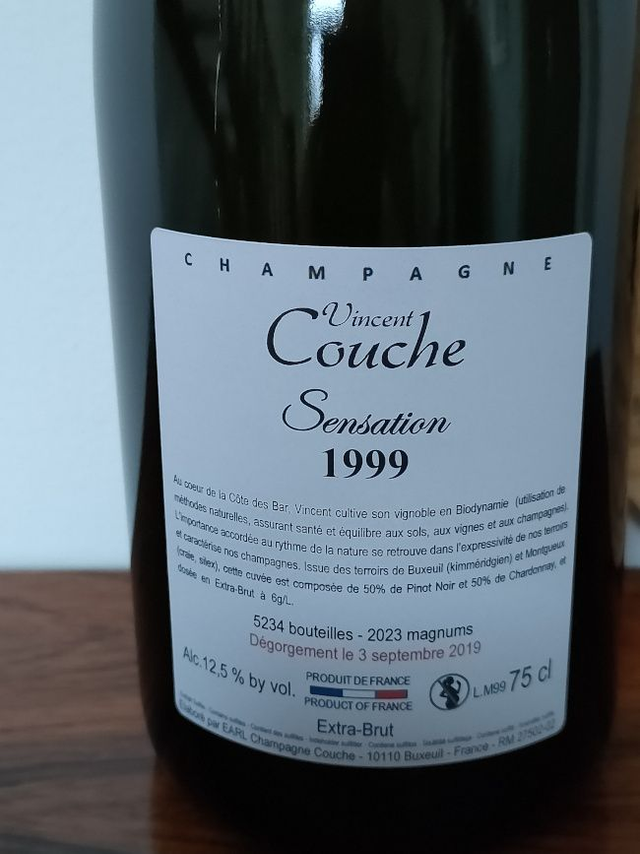 CHAMPAGNE
Vincent
Couche
Sensation
1999
Au coeur de la Côte des Bar, Vincent cultive son vignoble en Biodynamie (utilisation de
méthodes naturelles, assurant santé et équilibre aux sols, aux vignes et aux champagnes).
L'importance accordée au rythme de la nature se retrouve dans l'expressivité de nos terroirs
et caractérise nos champagnes. Issue des terroirs de Buxeuil (kimméridgien) et Montgueux
(craie, silex), cette cuvée est composée de 50% de Pinot Noir et 50% de Chardonnay, et
dosée en Extra-Brut à 6g/L.
5234 bouteilles - 2023 magnums
Dégorgement le 3 septembre 2019
Alc.12,5 % by vol.
PRODUIT DE FRANCE
PRODUCT OF FRANCE
L.M99 75 cl
Extra-Brut
Elaboré par EARL Champagne Couche - 10110 Buxeuil - France - RM 27502-02